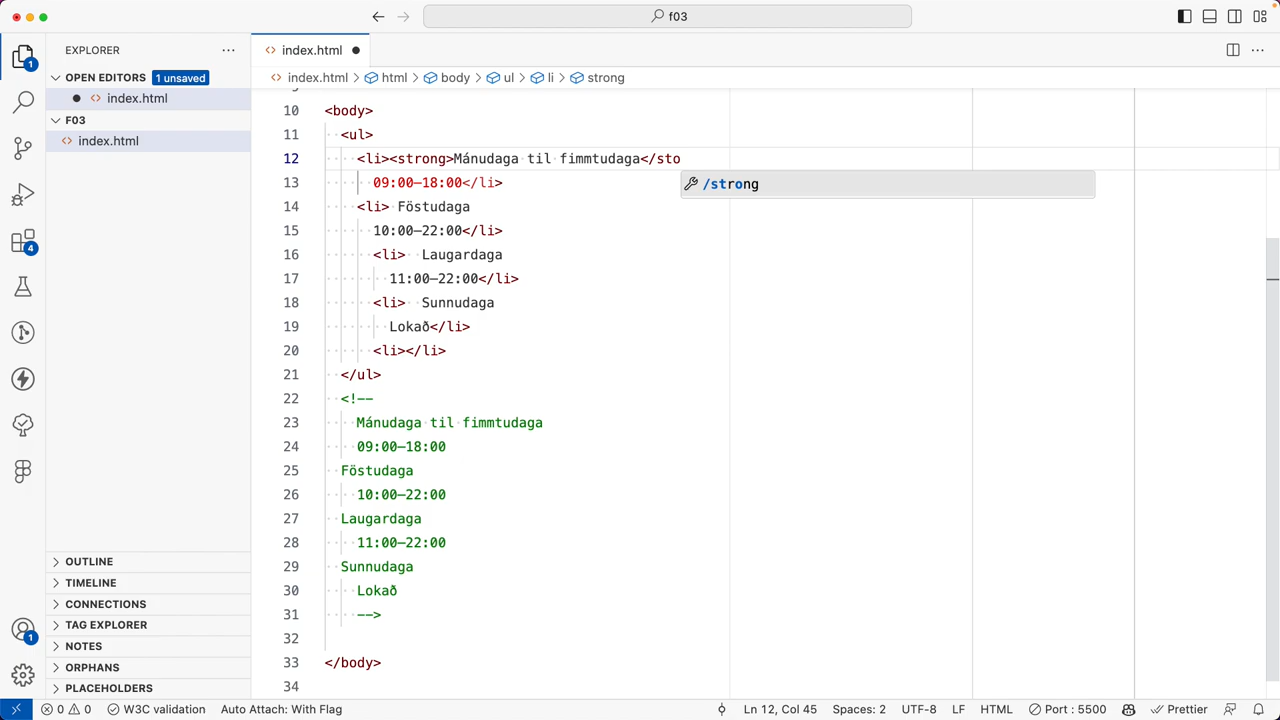 f03
EXPLORER
OPEN EDITORS 1 unsaved
index.html
F03
index.html
OUTLINE
TIMELINE
CONNECTIONS
TAG EXPLORER
NOTES
ORPHANS
PLACEHOLDERS
1
4
1
index.html
index.html > html > body > ul > li > strong
9
10 <body>
11 <ul>
12 <li><strong>Mánudaga til fimmtudaga</sto
/strong
13 09:00–18:00</li>
14 <li> Föstudaga
15 10:00–22:00</li>
16 <li> Laugardaga
17 11:00–22:00</li>
18 <li> Sunnudaga
19 Lokað</li>
20 <li></li>
21 </ul>
22 <!--
23 Mánudaga til fimmtudaga
24 09:00–18:00
25 Föstudaga
26 10:00–22:00
27 Laugardaga
28 11:00–22:00
29 Sunnudaga
30 Lokað
31 -->
32
33 </body>
34
0 0 W3C validation Auto Attach: With Flag Ln 12, Col 45 Spaces: 2 UTF-8 LF HTML Port : 5500 Prettier